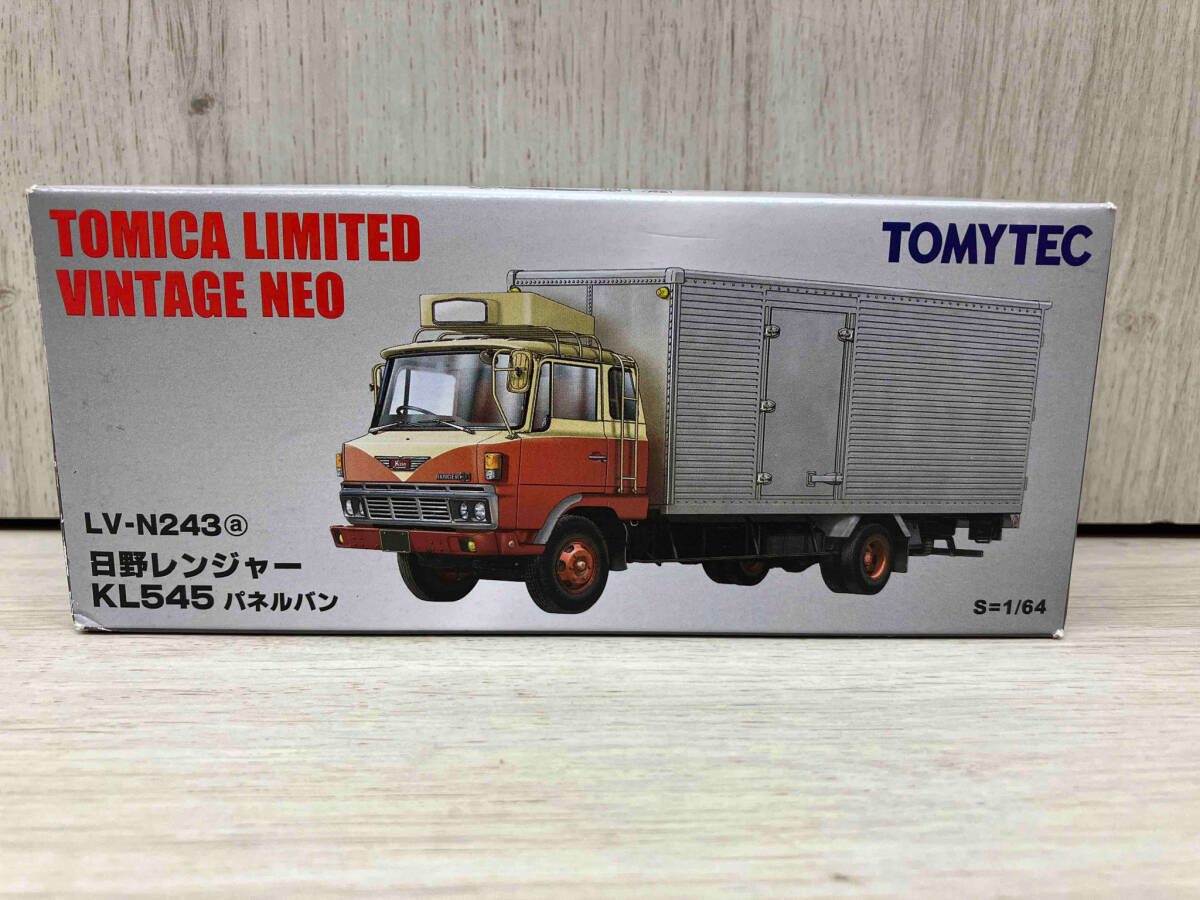 TOMICA LIMITED
VINTAGE NEO
TOMYTEC
LV-N243ⓐ
日野レンジャー
KL545 パネルバン
S=1/64